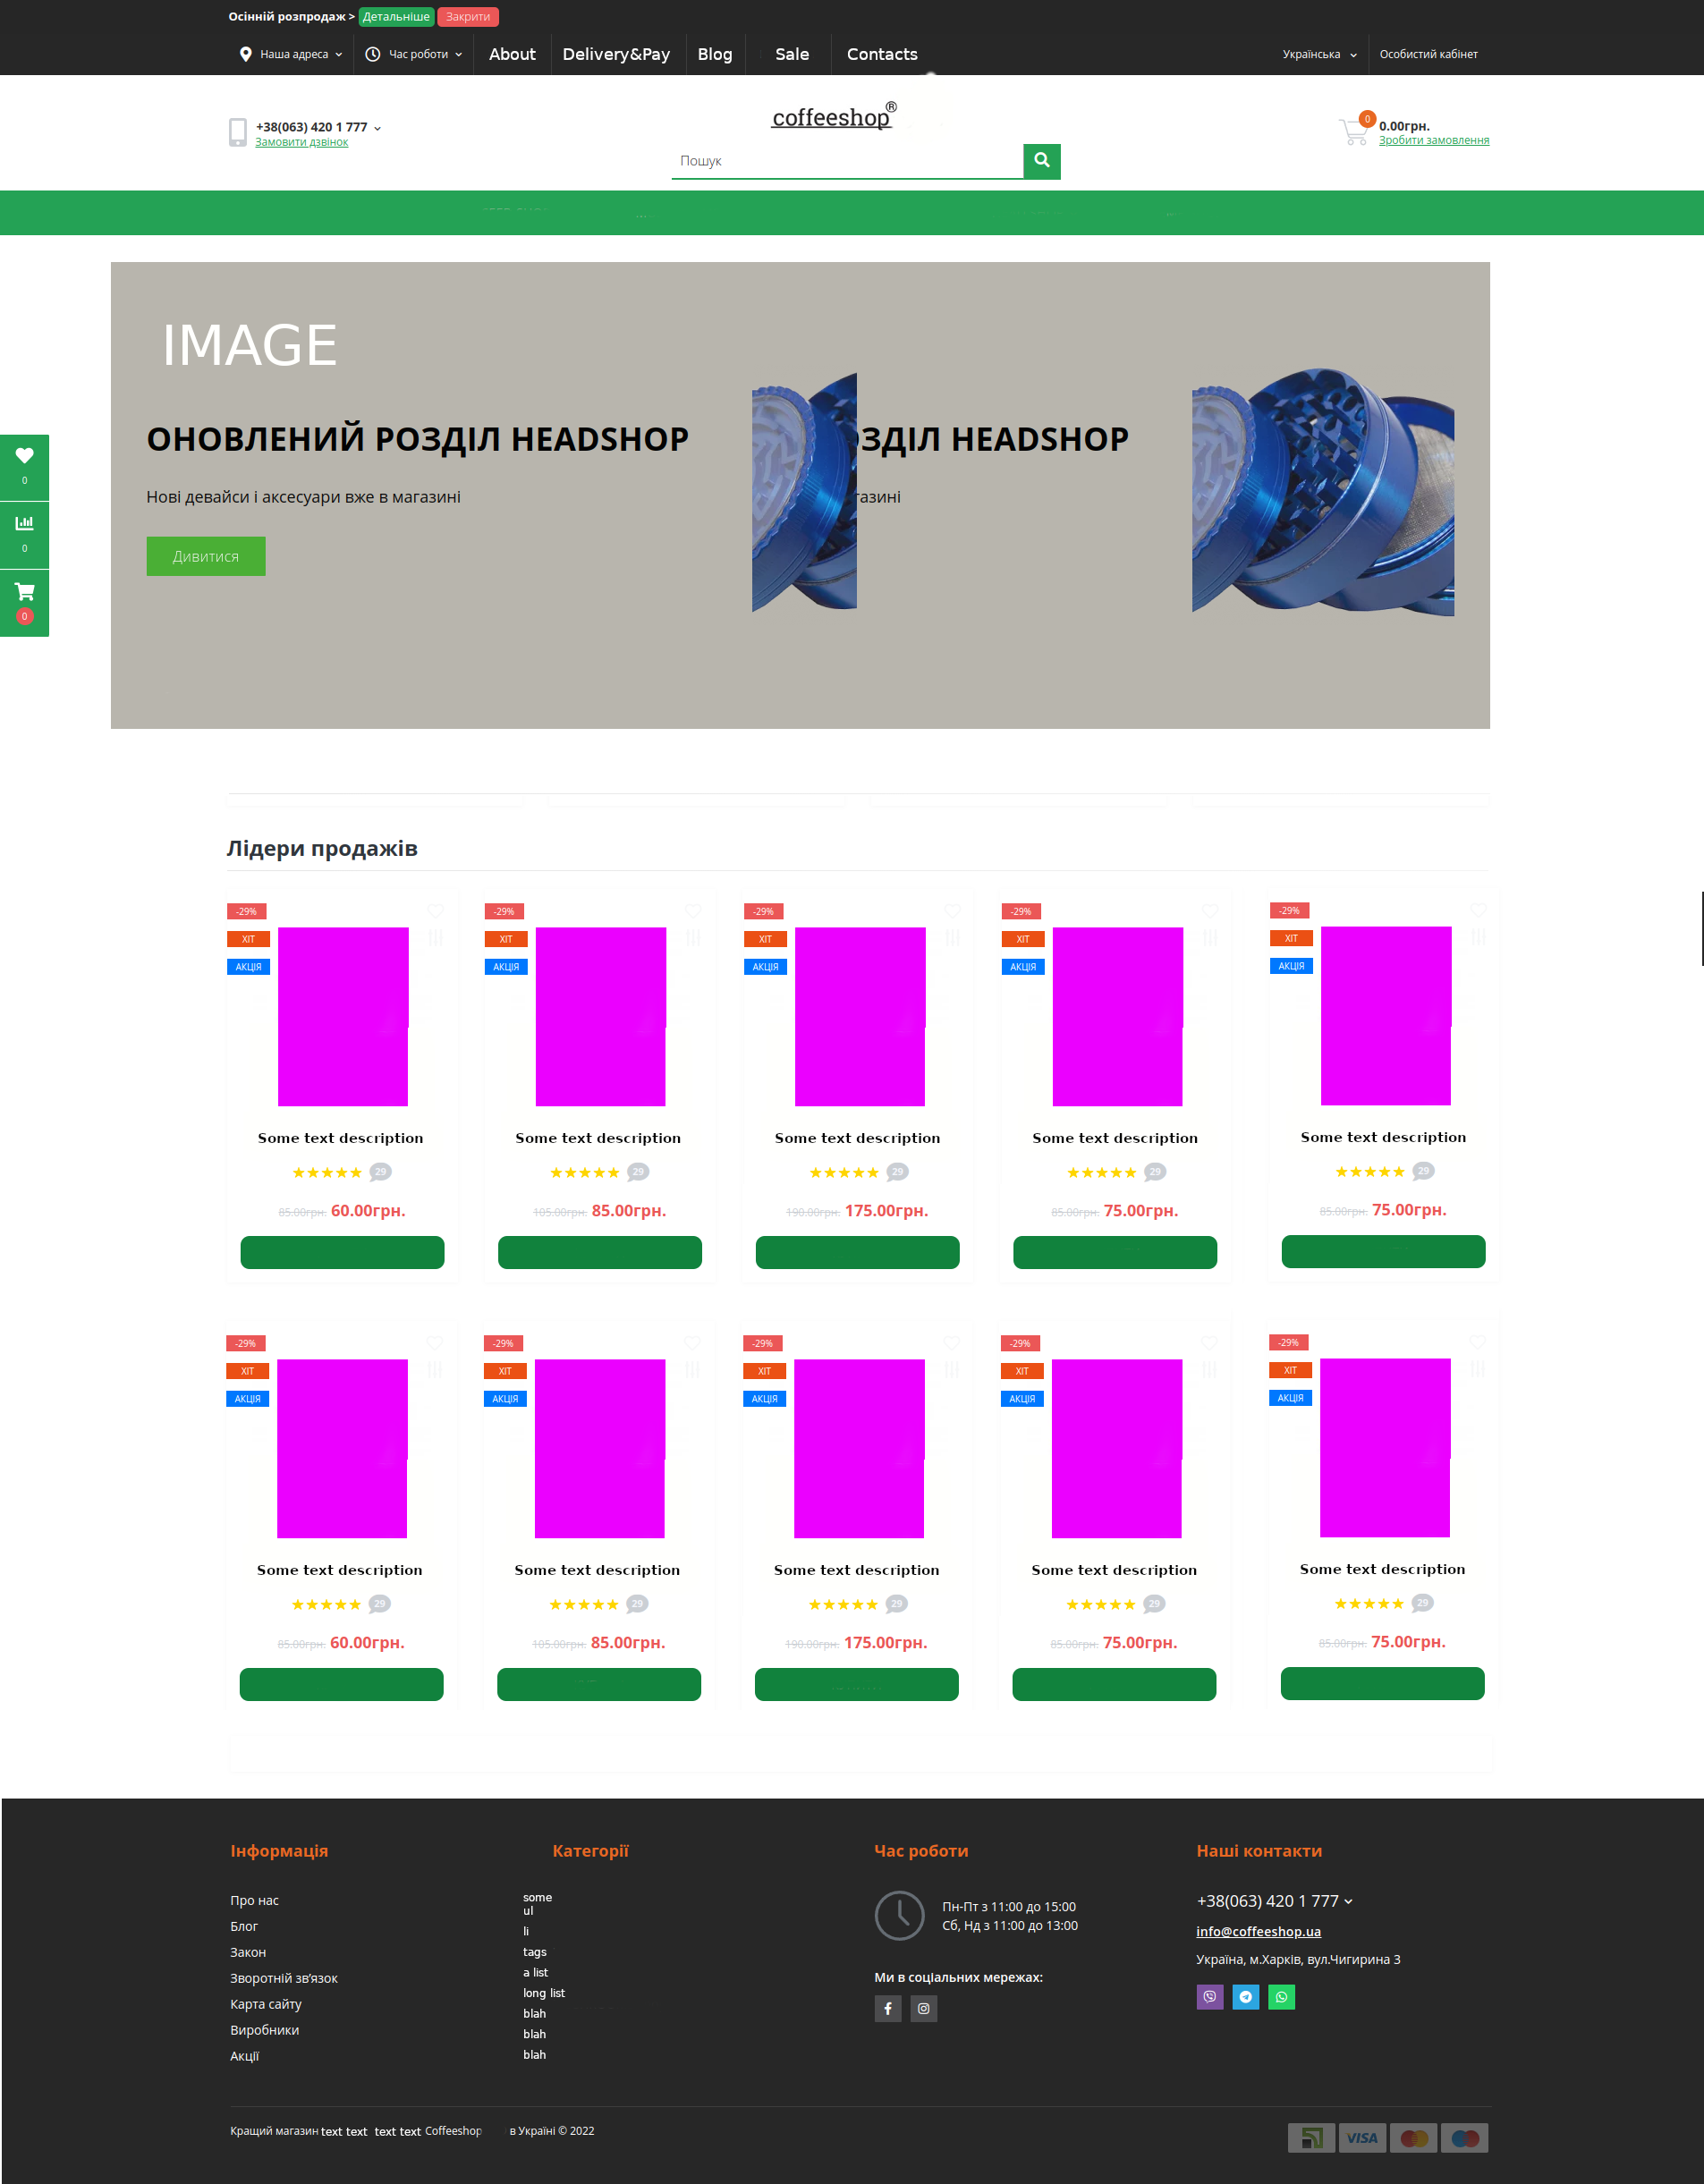 Осінній розпродаж > Детальніше Закрити
Наша адреса Час роботи About Delivery&Pay Blog Sale Contacts Українська Особистий кабінет
coffeeshop®
+38(063) 420 1 777
Замовити дзвінок
0
0.00грн.
Зробити замовлення
Пошук
IMAGE
ОНОВЛЕНИЙ РОЗДІЛ HEADSHOP ОЗДІЛ HEADSHOP
Нові девайси і аксесуари вже в магазині газині
Дивитися
0
0
0
Лідери продажів
-29% -29% -29% -29% -29%
ХІТ ХІТ ХІТ ХІТ ХІТ
АКЦІЯ АКЦІЯ АКЦІЯ АКЦІЯ АКЦІЯ
Some text description Some text description Some text description Some text description Some text description
29 29 29 29 29
85.00грн. 60.00грн. 105.00грн. 85.00грн. 190.00грн. 175.00грн. 85.00грн. 75.00грн. 85.00грн. 75.00грн.
-29% -29% -29% -29% -29%
ХІТ ХІТ ХІТ ХІТ ХІТ
АКЦІЯ АКЦІЯ АКЦІЯ АКЦІЯ АКЦІЯ
Some text description Some text description Some text description Some text description Some text description
29 29 29 29 29
85.00грн. 60.00грн. 105.00грн. 85.00грн. 190.00грн. 175.00грн. 85.00грн. 75.00грн. 85.00грн. 75.00грн.
Інформація
Про нас
Блог
Закон
Зворотній зв’язок
Карта сайту
Виробники
Акції
Категорії
some
ul
li
tags
a list
long list
blah
blah
blah
Час роботи
Пн-Пт з 11:00 до 15:00
Сб, Нд з 11:00 до 13:00
Ми в соціальних мережах:
Наші контакти
+38(063) 420 1 777
info@coffeeshop.ua
Україна, м.Харків, вул.Чигирина 3
Кращий магазин text text text text Coffeeshop в Україні © 2022
VISA